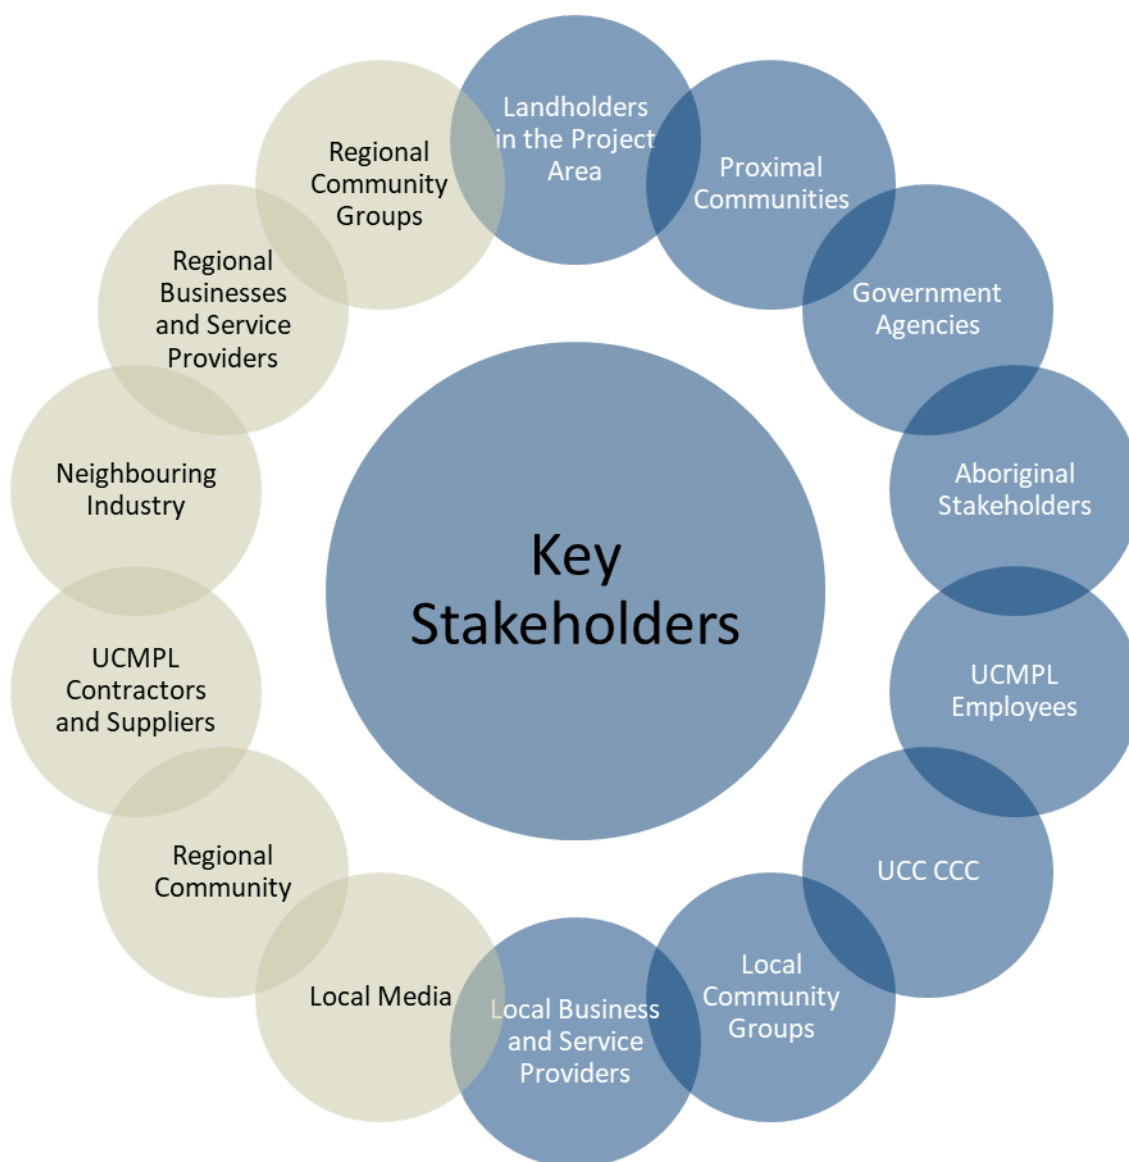 Landholders
in the Project
Area
Proximal
Communities
Government
Agencies
Aboriginal
Stakeholders
UCMPL
Employees
UCC CCC
Local
Community
Groups
Local Business
and Service
Providers
Local Media
Regional
Community
UCMPL
Contractors
and Suppliers
Neighbouring
Industry
Regional
Businesses
and Service
Providers
Regional
Community
Groups
Key
Stakeholders